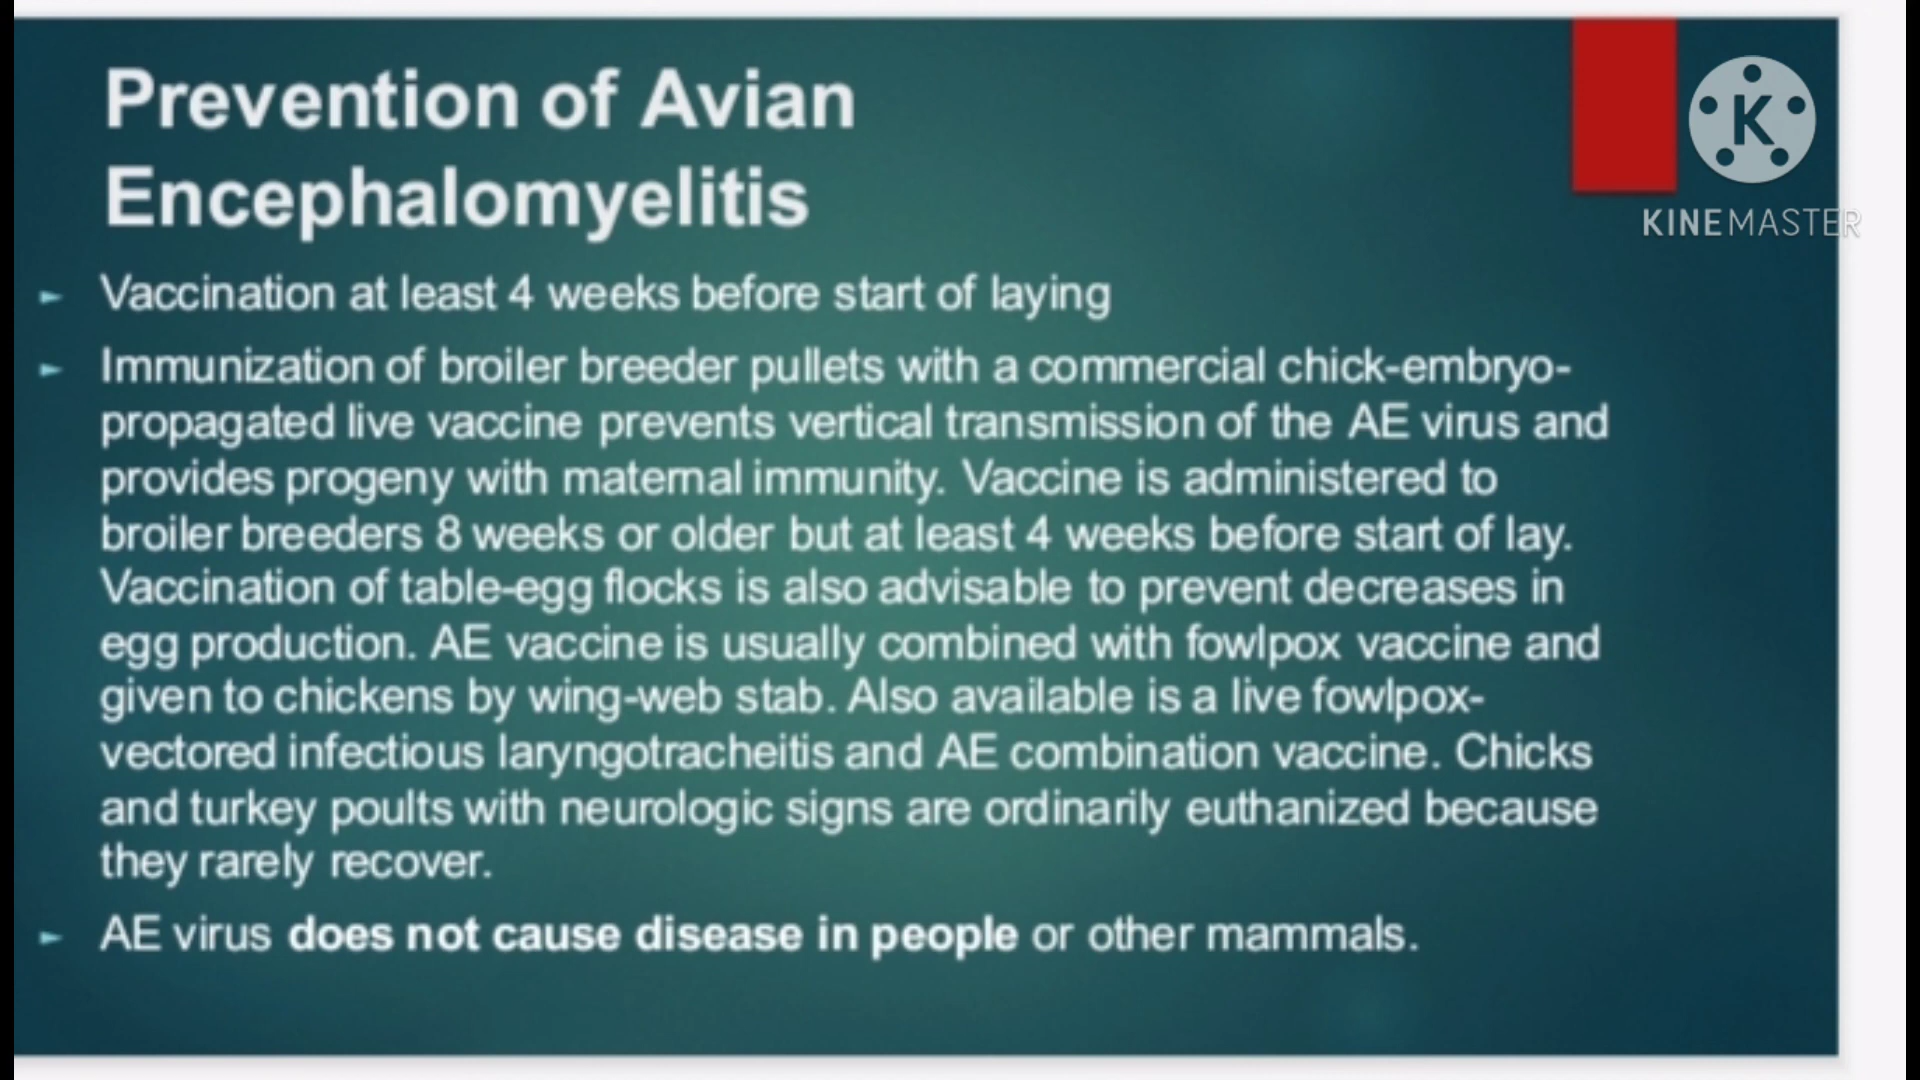 Prevention of Avian
Encephalomyelitis
K
KINEMASTER
Vaccination at least 4 weeks before start of laying
Immunization of broiler breeder pullets with a commercial chick-embryo-
propagated live vaccine prevents vertical transmission of the AE virus and
provides progeny with maternal immunity. Vaccine is administered to
broiler breeders 8 weeks or older but at least 4 weeks before start of lay.
Vaccination of table-egg flocks is also advisable to prevent decreases in
egg production. AE vaccine is usually combined with fowlpox vaccine and
given to chickens by wing-web stab. Also available is a live fowlpox-
vectored infectious laryngotracheitis and AE combination vaccine. Chicks
and turkey poults with neurologic signs are ordinarily euthanized because
they rarely recover.
AE virus does not cause disease in people or other mammals.